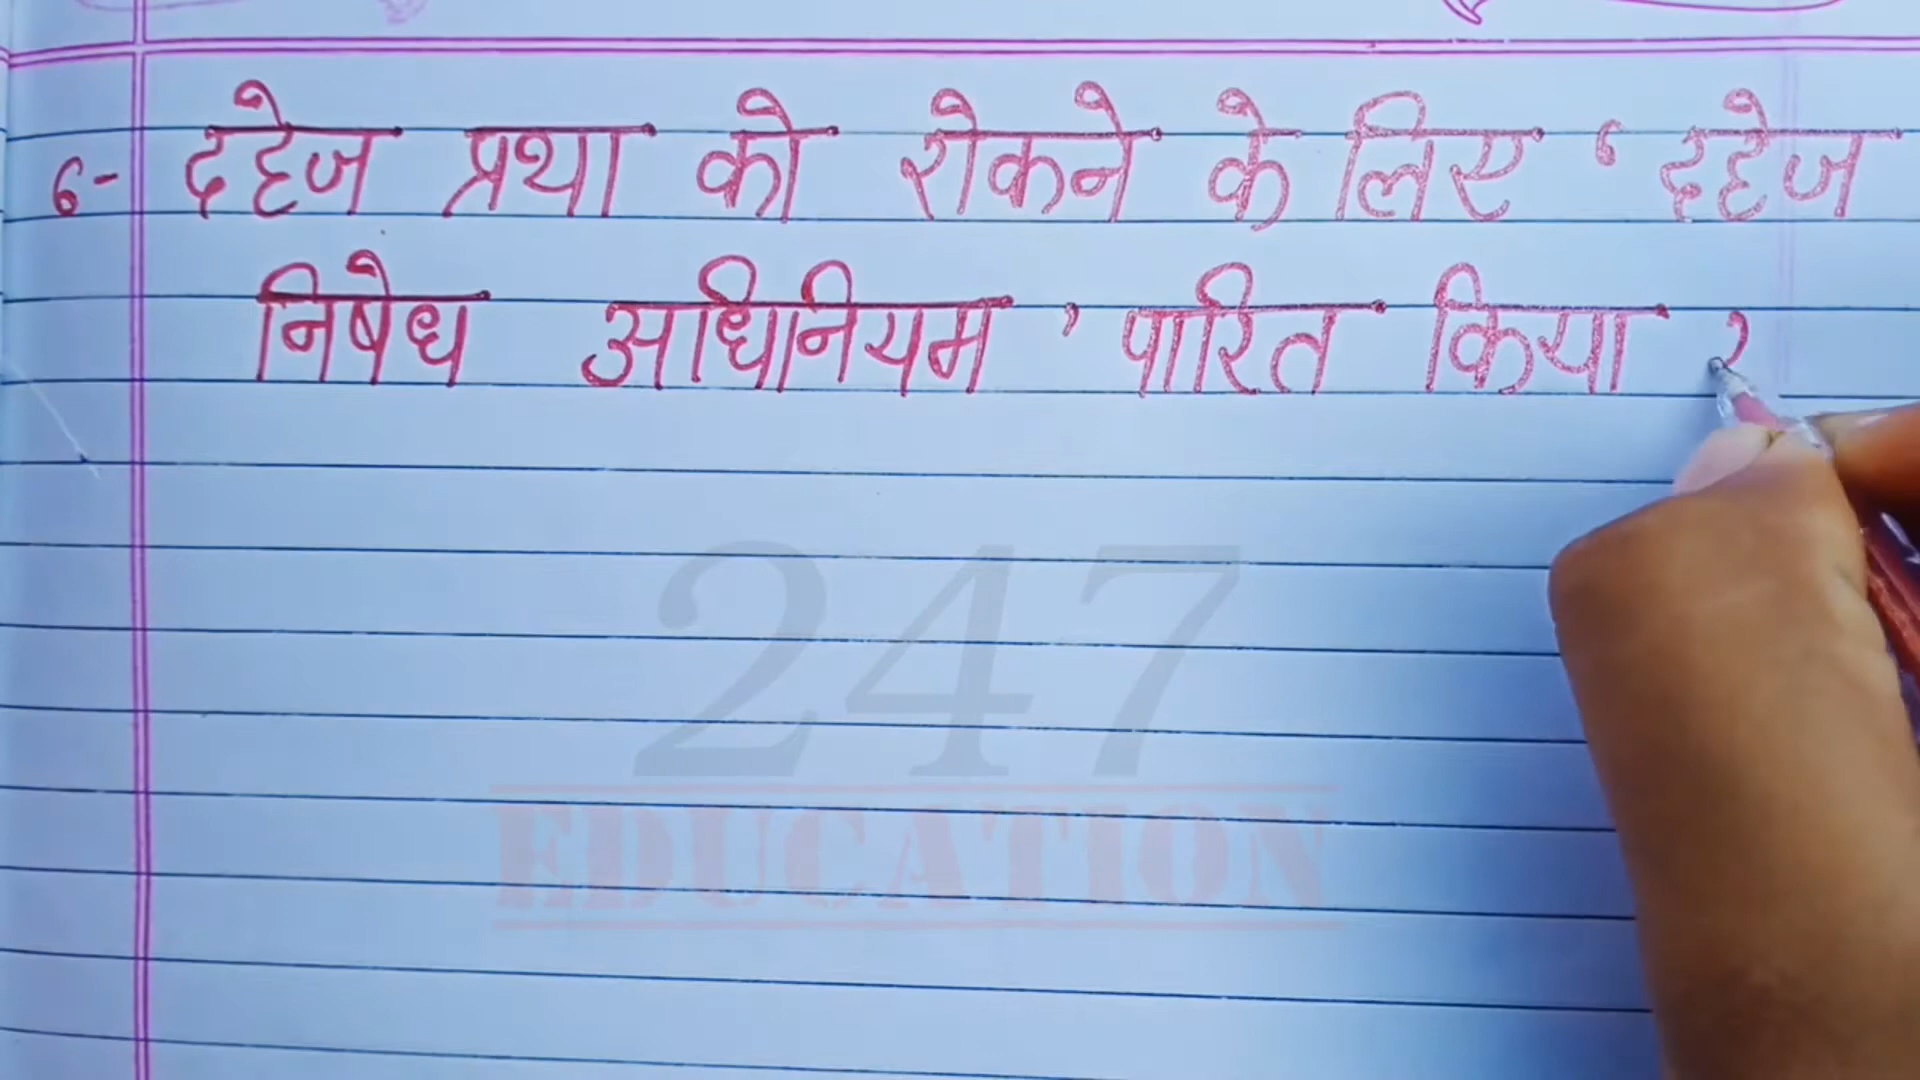 6- दहेज प्रथा को रोकने के लिए ‘ दहेज
निषेध अधिनियम ’ पारित किया ?
247
EDUCATION